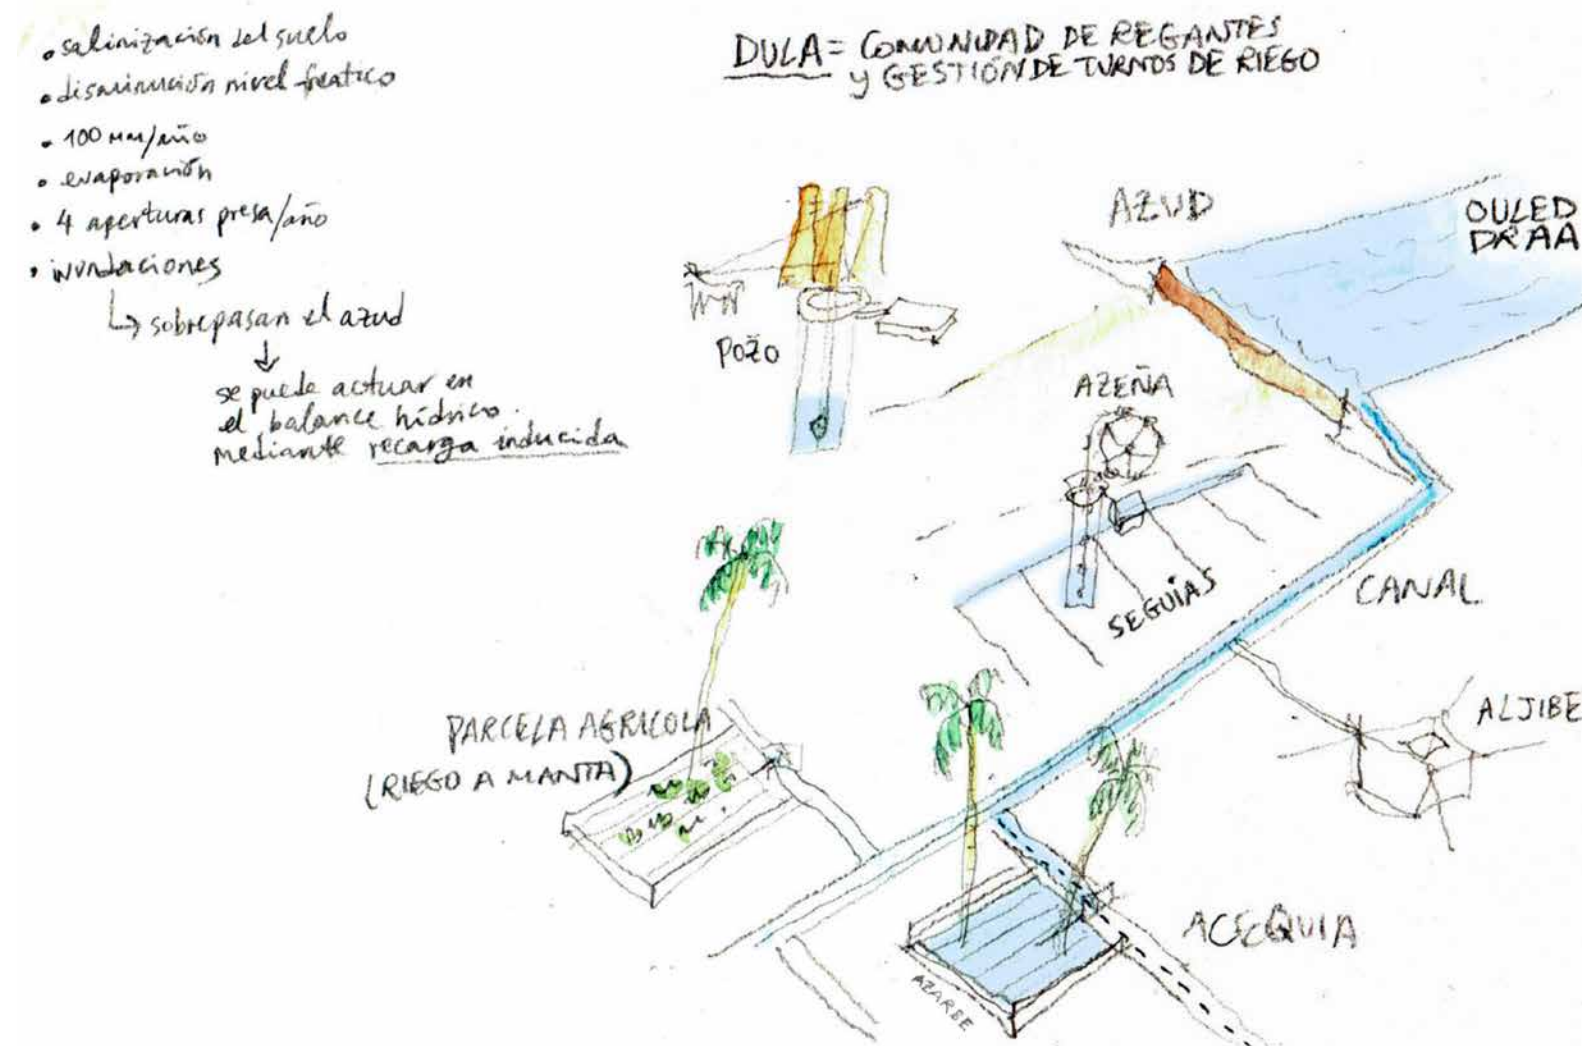 • salinización del suelo
• disminución nivel freatico
• 100 mm/año
• evaporación
• 4 aperturas presa/año
• inundaciones
↳ sobrepasan el azud
↓
se puede actuar en
el balance hídrico.
mediante recarga inducida
DULA = COMUNIDAD DE REGANTES
y GESTIÓN DE TURNOS DE RIEGO
AZUD
OULED
DRAA
POZO
AZEÑA
SEGUIAS
CANAL
ALJIBE
PARCELA AGRICOLA
(RIEGO A MANTA)
ACEQUIA
AZARBE